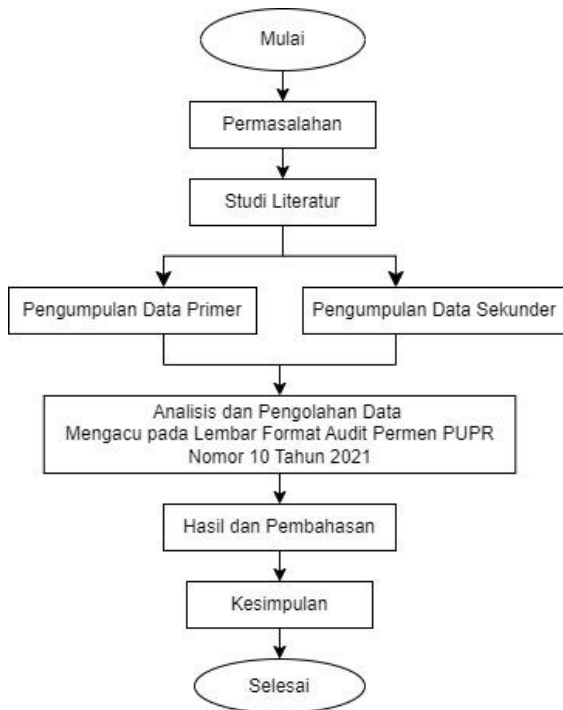 Mulai
Permasalahan
Studi Literatur
Pengumpulan Data Primer
Pengumpulan Data Sekunder
Analisis dan Pengolahan Data
Mengacu pada Lembar Format Audit Permen PUPR
Nomor 10 Tahun 2021
Hasil dan Pembahasan
Kesimpulan
Selesai